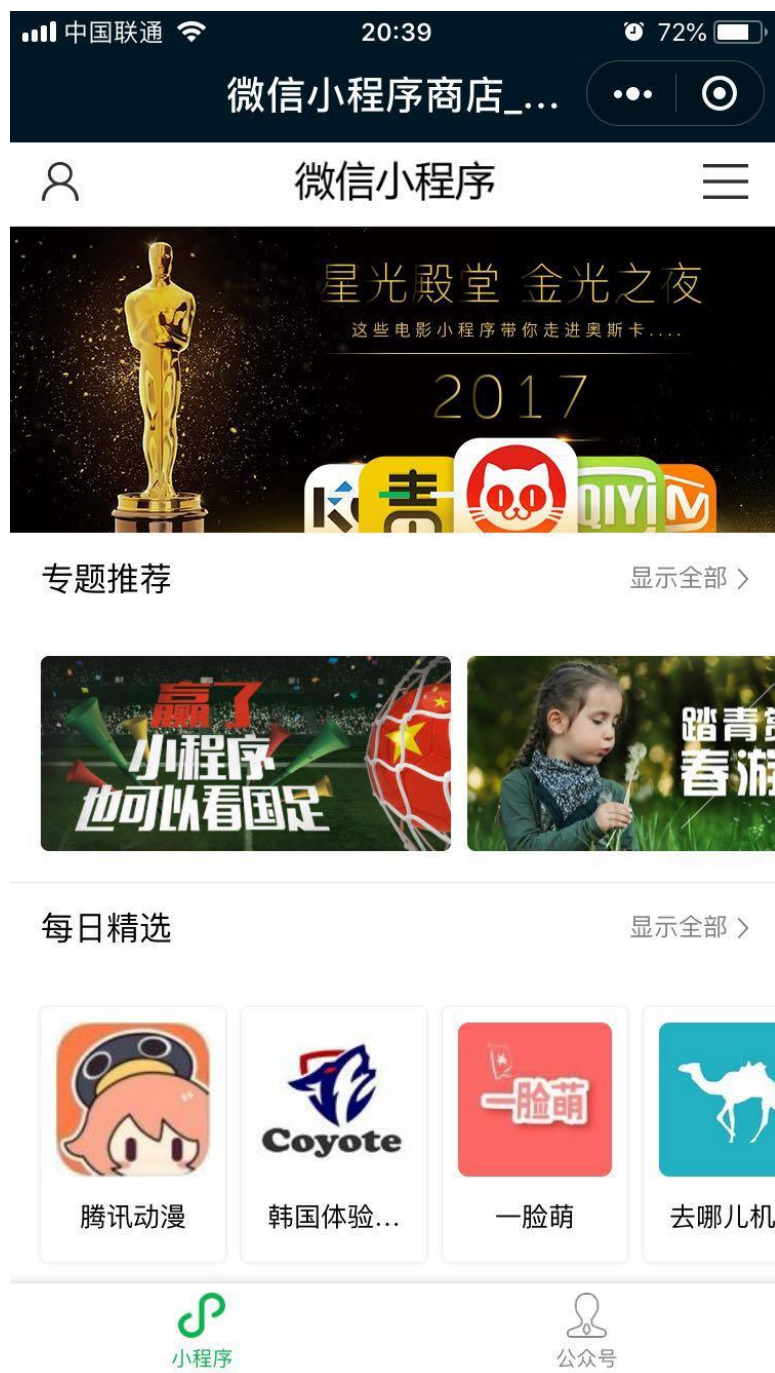 中国联通
20:39
72%
微信小程序商店_...
微信小程序
星光殿堂 金光之夜
这些电影小程序带你走进奥斯卡....
2017
青
QIYI
专题推荐
显示全部
赢了
小程序
也可以看国足
踏青赏
春游
每日精选
显示全部
一脸萌
Coyote
腾讯动漫
韩国体验...
一脸萌
去哪儿机
小程序
公众号